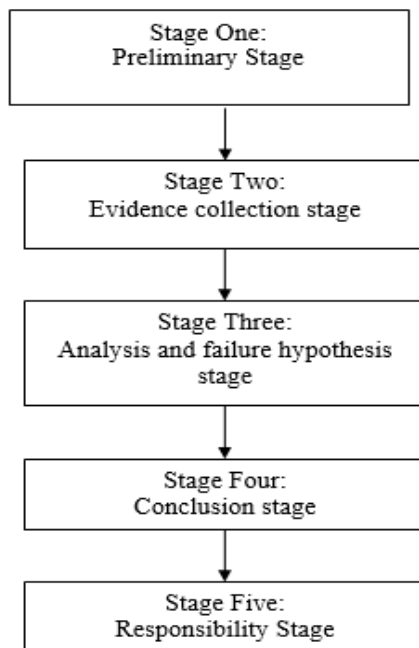 Stage One:
Preliminary Stage
Stage Two:
Evidence collection stage
Stage Three:
Analysis and failure hypothesis
stage
Stage Four:
Conclusion stage
Stage Five:
Responsibility Stage